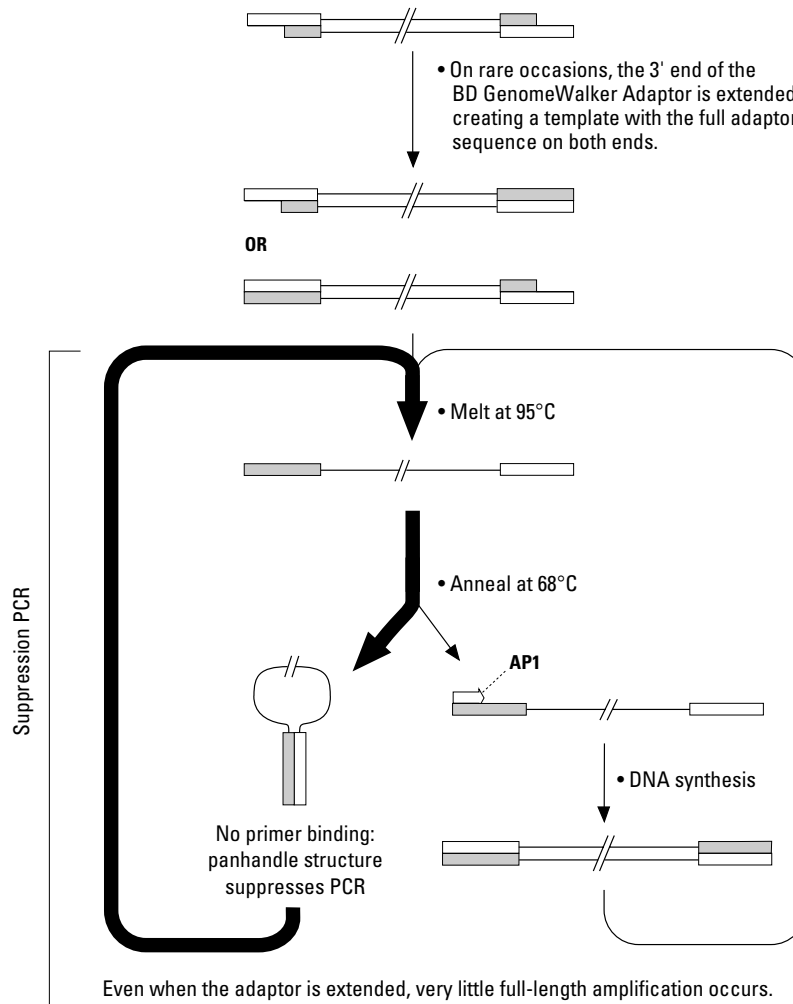 • On rare occasions, the 3' end of the
BD GenomeWalker Adaptor is extended
creating a template with the full adaptor
sequence on both ends.
OR
• Melt at 95°C
• Anneal at 68°C
AP1
Suppression PCR
• DNA synthesis
No primer binding:
panhandle structure
suppresses PCR
Even when the adaptor is extended, very little full-length amplification occurs.